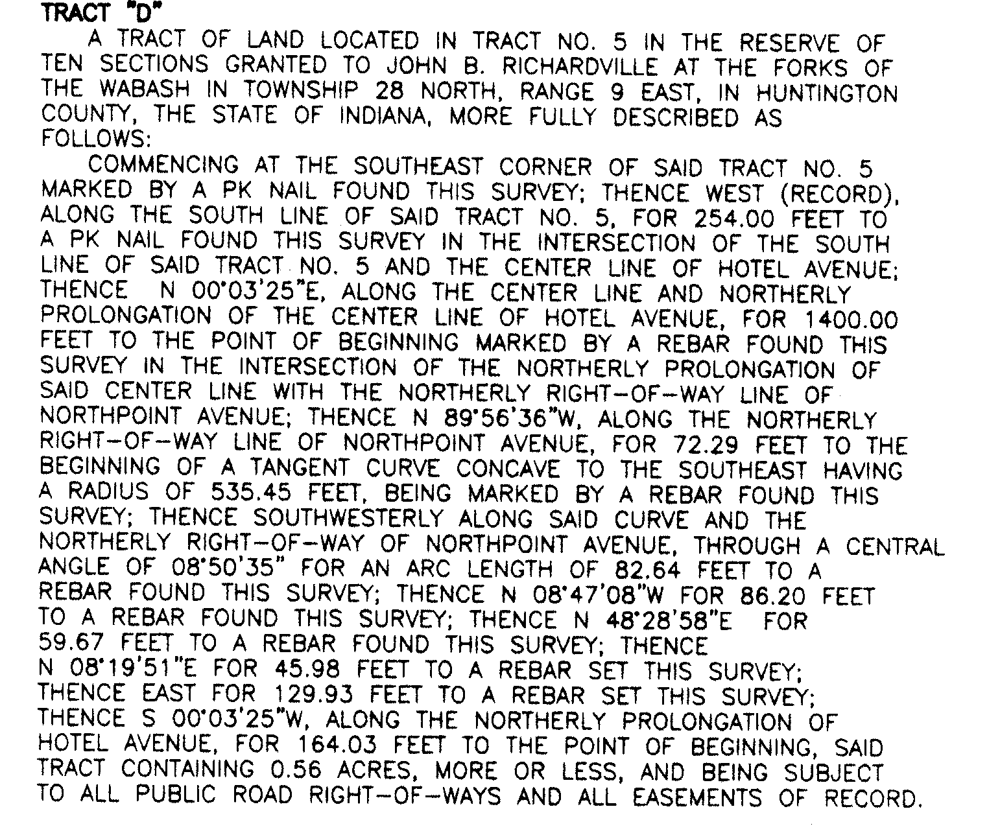 TRACT "D"
A TRACT OF LAND LOCATED IN TRACT NO. 5 IN THE RESERVE OF
TEN SECTIONS GRANTED TO JOHN B. RICHARDVILLE AT THE FORKS OF
THE WABASH IN TOWNSHIP 28 NORTH, RANGE 9 EAST, IN HUNTINGTON
COUNTY, THE STATE OF INDIANA, MORE FULLY DESCRIBED AS
FOLLOWS:
COMMENCING AT THE SOUTHEAST CORNER OF SAID TRACT NO. 5
MARKED BY A PK NAIL FOUND THIS SURVEY; THENCE WEST (RECORD),
ALONG THE SOUTH LINE OF SAID TRACT NO. 5, FOR 254.00 FEET TO
A PK NAIL FOUND THIS SURVEY IN THE INTERSECTION OF THE SOUTH
LINE OF SAID TRACT NO. 5 AND THE CENTER LINE OF HOTEL AVENUE;
THENCE N 00°03'25"E, ALONG THE CENTER LINE AND NORTHERLY
PROLONGATION OF THE CENTER LINE OF HOTEL AVENUE, FOR 1400.00
FEET TO THE POINT OF BEGINNING MARKED BY A REBAR FOUND THIS
SURVEY IN THE INTERSECTION OF THE NORTHERLY PROLONGATION OF
SAID CENTER LINE WITH THE NORTHERLY RIGHT-OF-WAY LINE OF
NORTHPOINT AVENUE; THENCE N 89°56'36"W, ALONG THE NORTHERLY
RIGHT-OF-WAY LINE OF NORTHPOINT AVENUE, FOR 72.29 FEET TO THE
BEGINNING OF A TANGENT CURVE CONCAVE TO THE SOUTHEAST HAVING
A RADIUS OF 535.45 FEET, BEING MARKED BY A REBAR FOUND THIS
SURVEY; THENCE SOUTHWESTERLY ALONG SAID CURVE AND THE
NORTHERLY RIGHT-OF-WAY OF NORTHPOINT AVENUE, THROUGH A CENTRAL
ANGLE OF 08°50'35" FOR AN ARC LENGTH OF 82.64 FEET TO A
REBAR FOUND THIS SURVEY; THENCE N 08°47'08"W FOR 86.20 FEET
TO A REBAR FOUND THIS SURVEY; THENCE N 48°28'58"E FOR
59.67 FEET TO A REBAR FOUND THIS SURVEY; THENCE
N 08°19'51"E FOR 45.98 FEET TO A REBAR SET THIS SURVEY;
THENCE EAST FOR 129.93 FEET TO A REBAR SET THIS SURVEY;
THENCE S 00°03'25"W, ALONG THE NORTHERLY PROLONGATION OF
HOTEL AVENUE, FOR 164.03 FEET TO THE POINT OF BEGINNING, SAID
TRACT CONTAINING 0.56 ACRES, MORE OR LESS, AND BEING SUBJECT
TO ALL PUBLIC ROAD RIGHT-OF-WAYS AND ALL EASEMENTS OF RECORD.